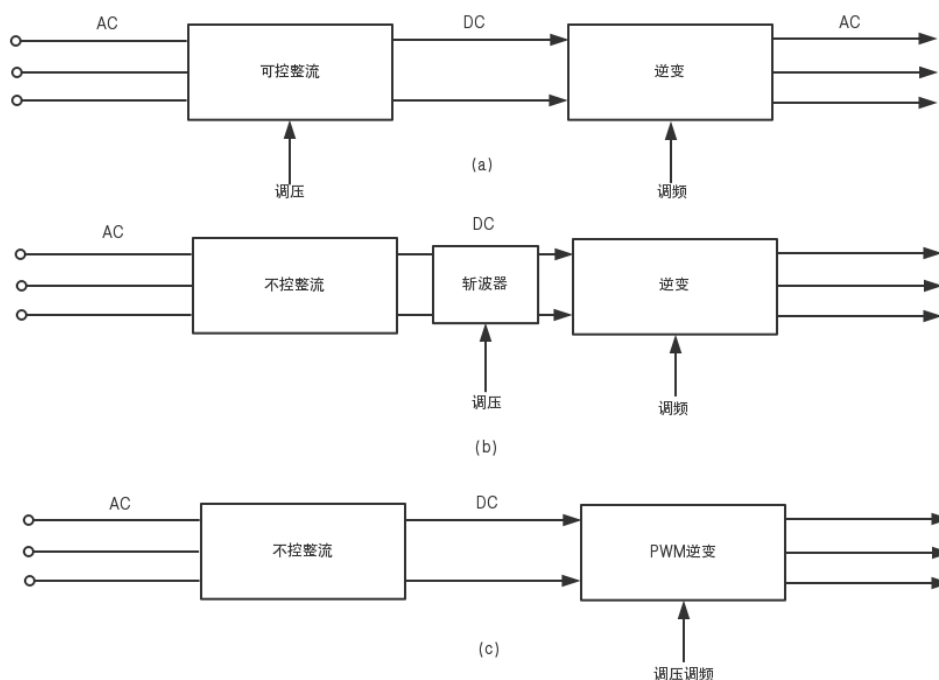 AC DC AC
可控整流 逆变
(a)
调压 调频
AC DC
不控整流 斩波器 逆变
调压 调频
(b)
AC DC
不控整流 PWM逆变
(c)
调压调频